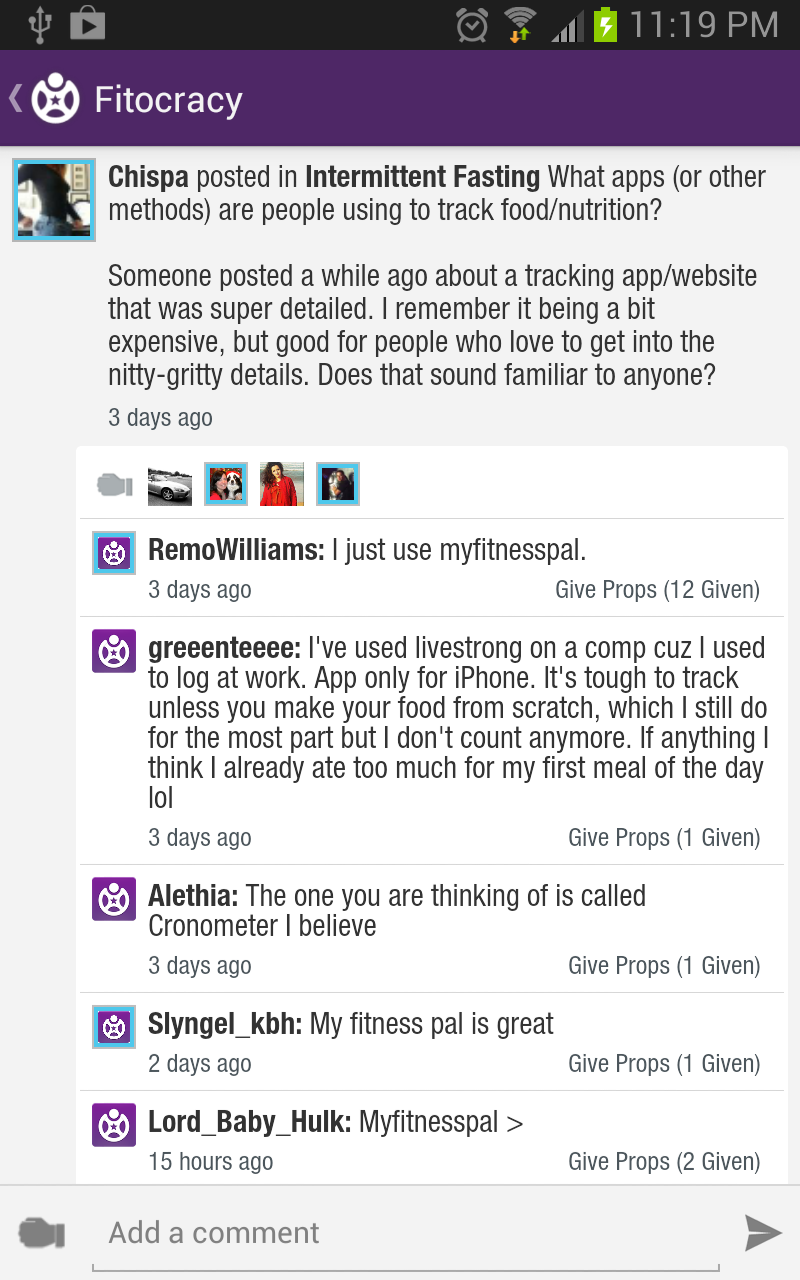 11:19 PM
Fitocracy
Chispa posted in Intermittent Fasting What apps (or other
methods) are people using to track food/nutrition?
Someone posted a while ago about a tracking app/website
that was super detailed. I remember it being a bit
expensive, but good for people who love to get into the
nitty-gritty details. Does that sound familiar to anyone?
3 days ago
RemoWilliams: I just use myfitnesspal.
3 days ago Give Props (12 Given)
greeenteeee: I've used livestrong on a comp cuz I used
to log at work. App only for iPhone. It's tough to track
unless you make your food from scratch, which I still do
for the most part but I don't count anymore. If anything I
think I already ate too much for my first meal of the day
lol
3 days ago Give Props (1 Given)
Alethia: The one you are thinking of is called
Cronometer I believe
3 days ago Give Props (1 Given)
Slyngel_kbh: My fitness pal is great
2 days ago Give Props (1 Given)
Lord_Baby_Hulk: Myfitnesspal >
15 hours ago Give Props (2 Given)
Add a comment